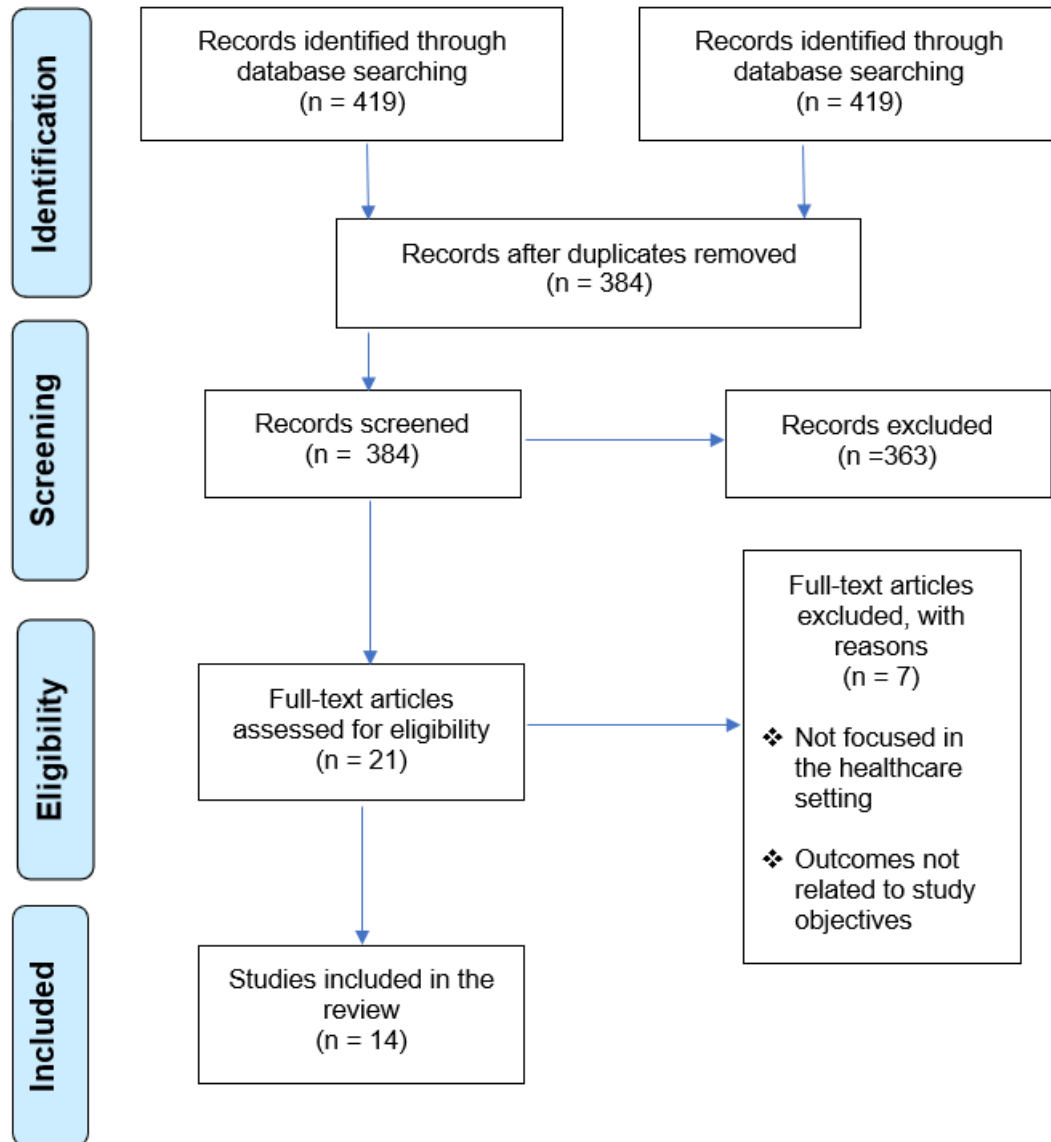 Identification
Records identified through
database searching
(n = 419)
Records identified through
database searching
(n = 419)
Records after duplicates removed
(n = 384)
Screening
Records screened
(n =  384)
Records excluded
(n =363)
Eligibility
Full-text articles
assessed for eligibility
(n = 21)
Full-text articles
excluded, with
reasons
(n = 7)
❖ Not focused in
the healthcare
setting
❖ Outcomes not
related to study
objectives
Included
Studies included in the
review
(n = 14)